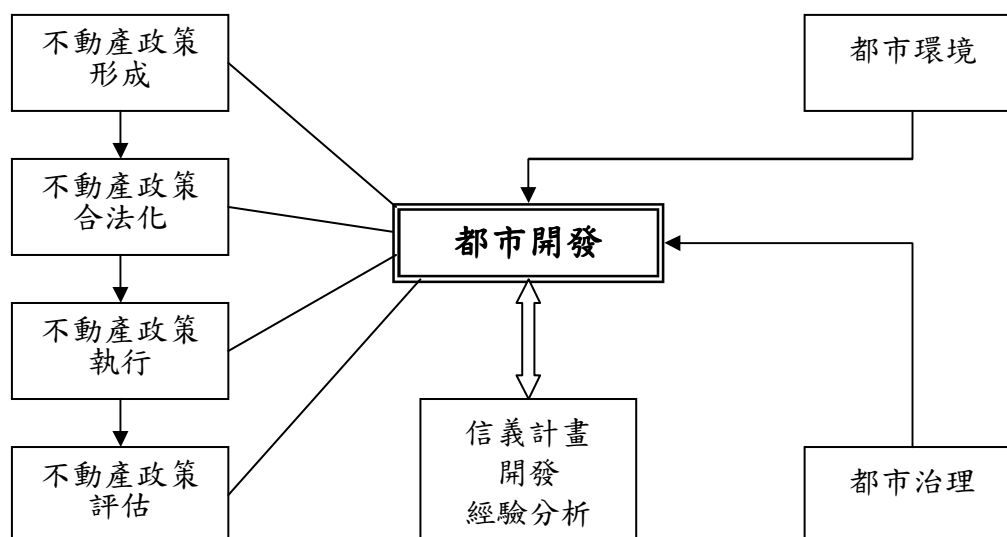 不動產政策
形成
不動產政策
合法化
不動產政策
執行
不動產政策
評估
都市開發
信義計畫
開發
經驗分析
都市環境
都市治理